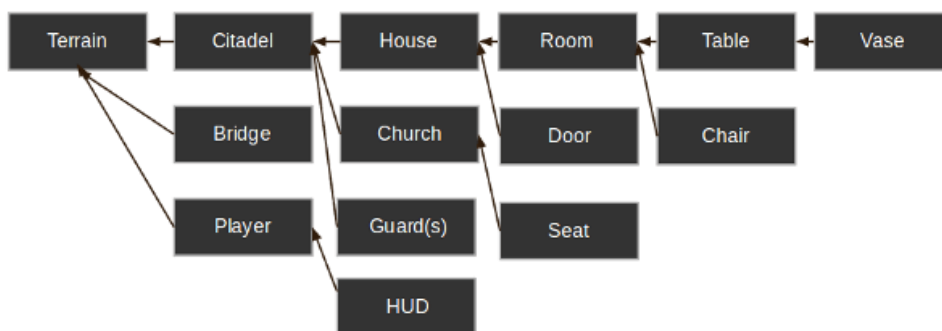 Terrain
Citadel
House
Room
Table
Vase
Bridge
Church
Door
Chair
Player
Guard(s)
Seat
HUD